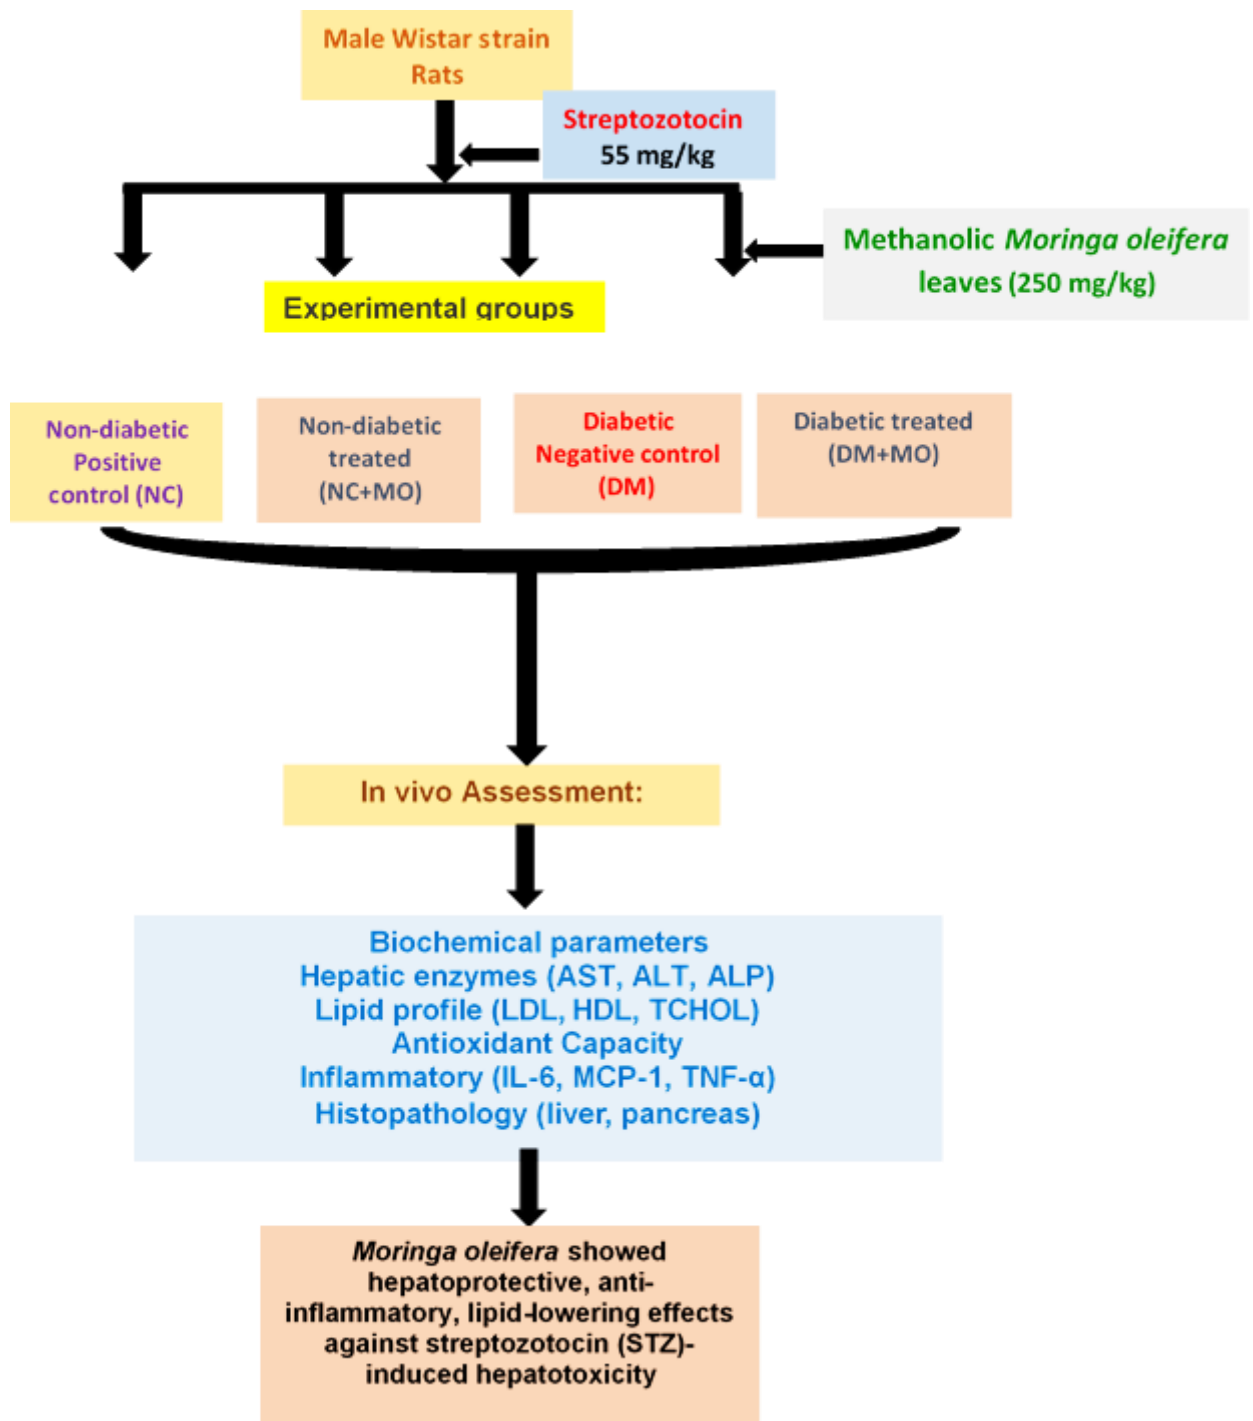 Male Wistar strain
Rats
Streptozotocin
55 mg/kg
Methanolic Moringa oleifera
leaves (250 mg/kg)
Experimental groups
Non-diabetic
Positive
control (NC)
Non-diabetic
treated
(NC+MO)
Diabetic
Negative control
(DM)
Diabetic treated
(DM+MO)
In vivo Assessment:
Biochemical parameters
Hepatic enzymes (AST, ALT, ALP)
Lipid profile (LDL, HDL, TCHOL)
Antioxidant Capacity
Inflammatory (IL-6, MCP-1, TNF-α)
Histopathology (liver, pancreas)
Moringa oleifera showed
hepatoprotective, anti-
inflammatory, lipid-lowering effects
against streptozotocin (STZ)-
induced hepatotoxicity